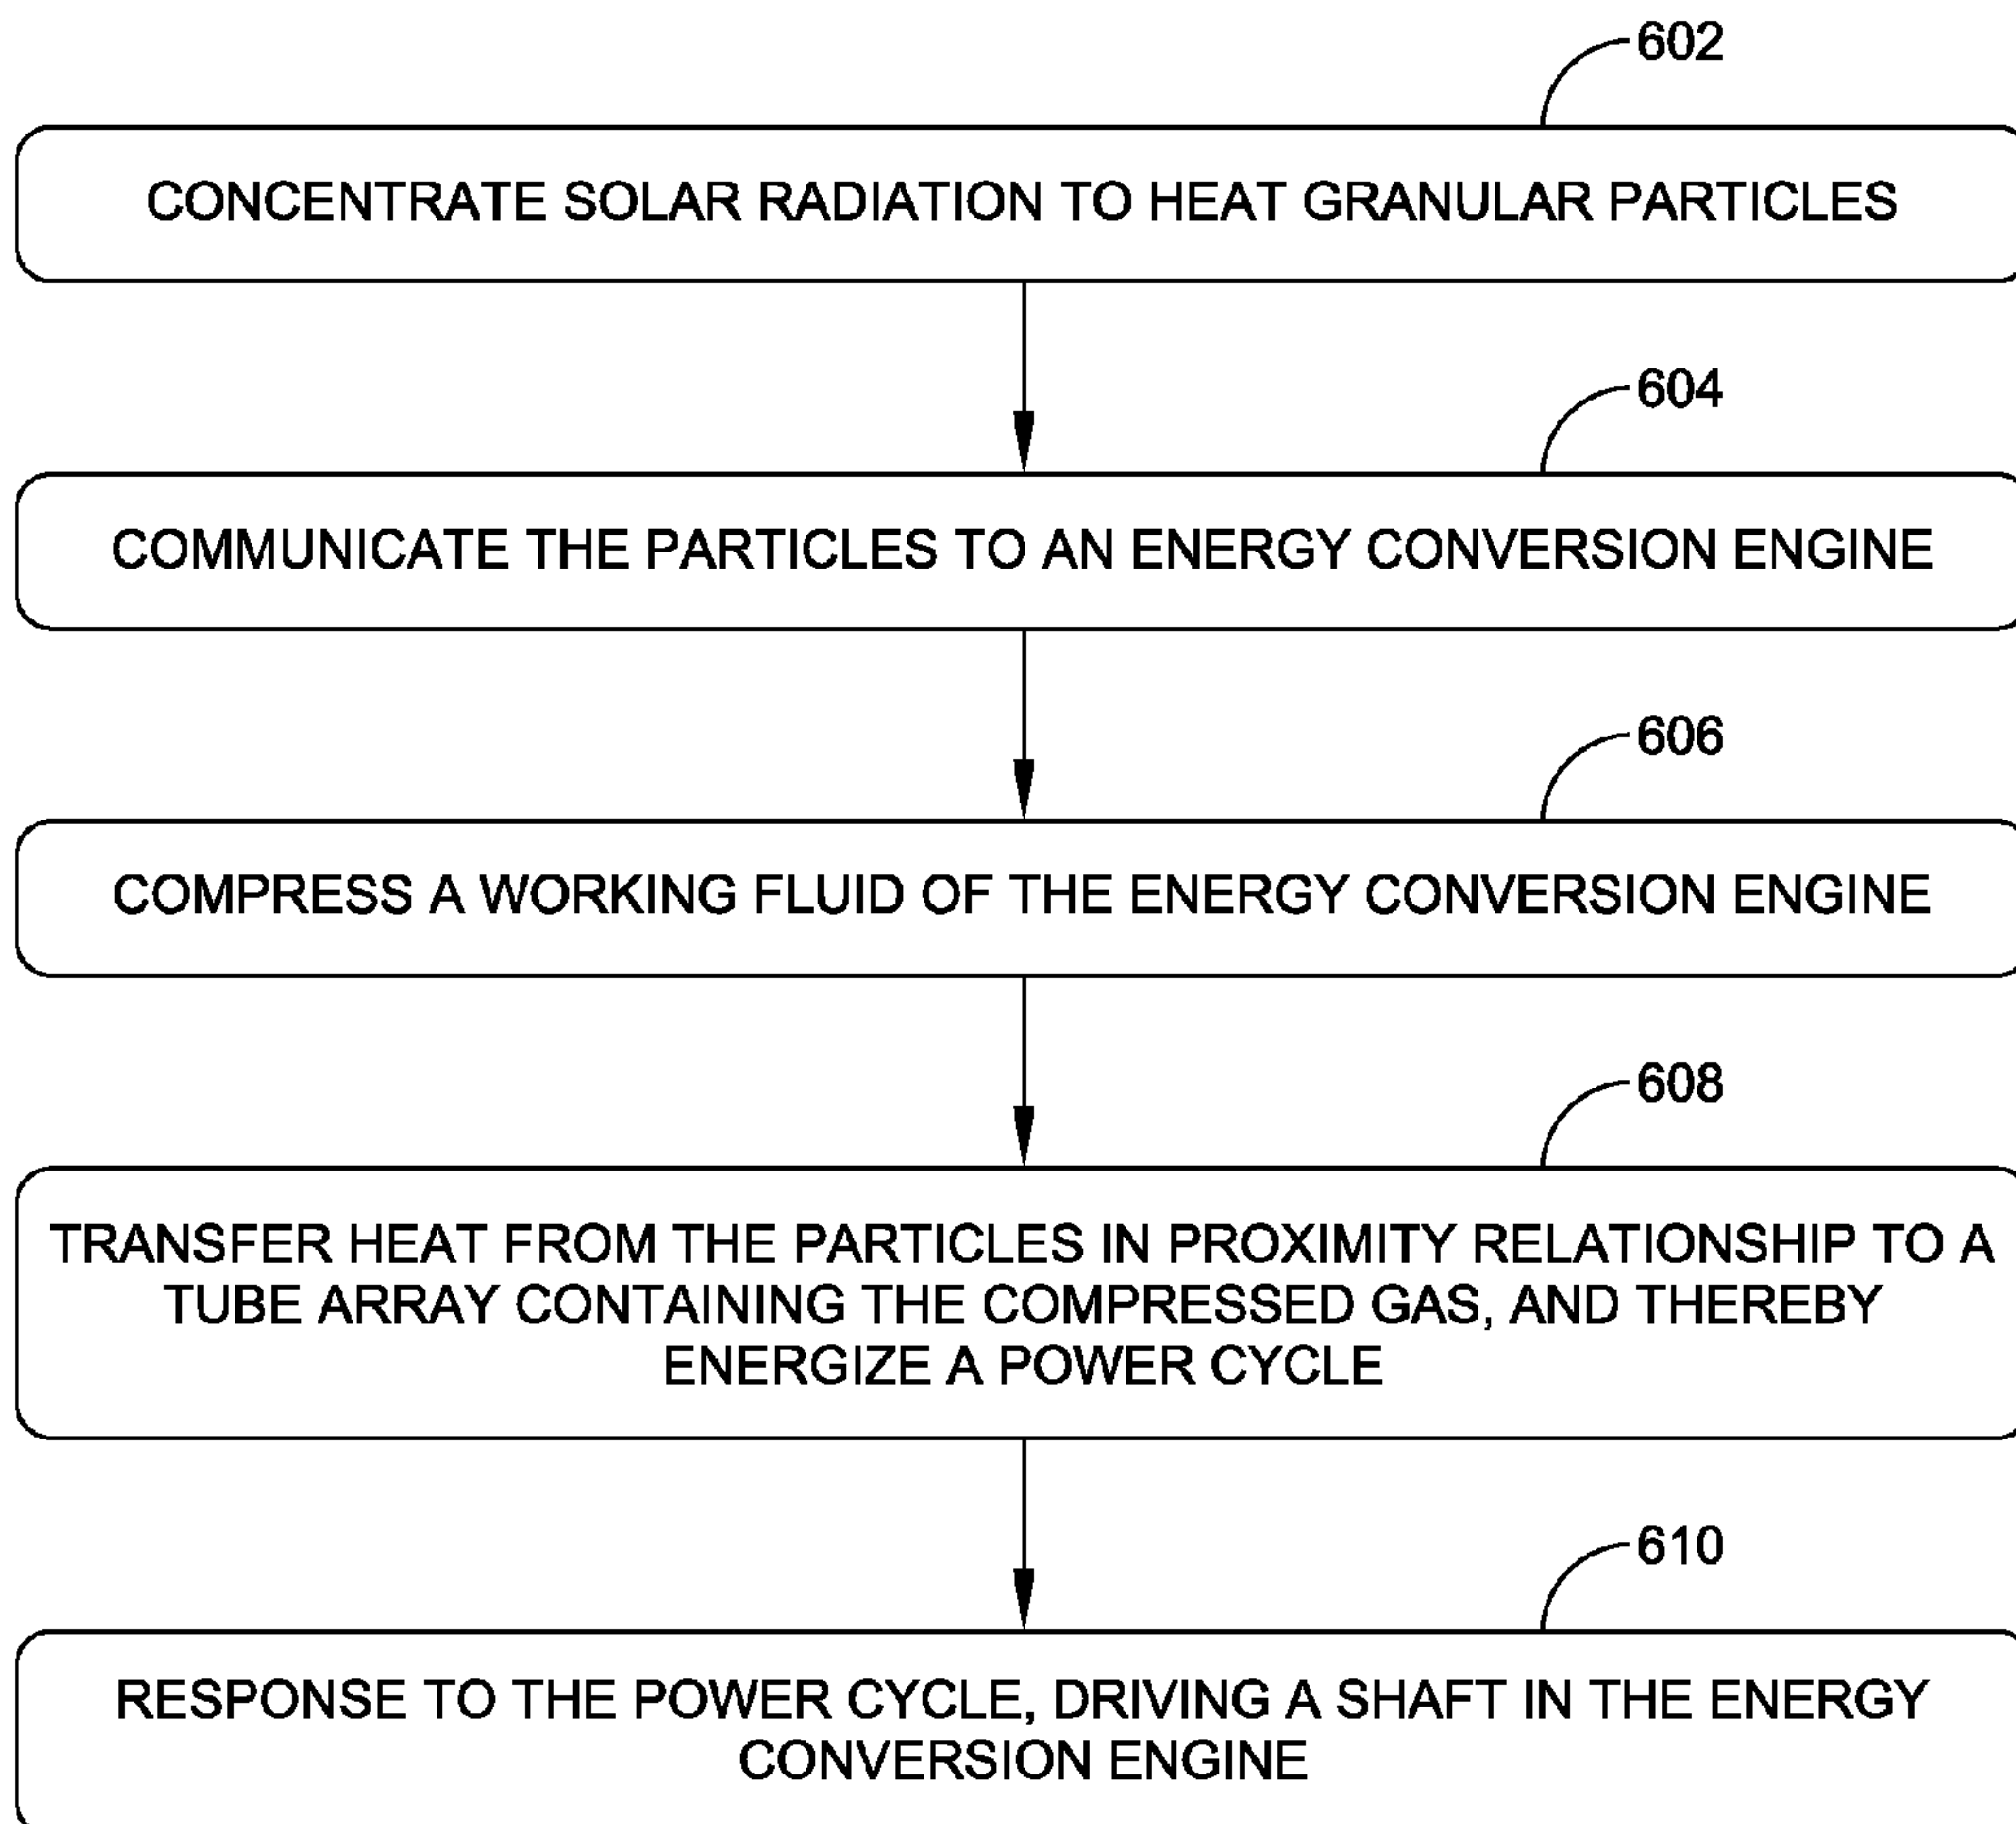 602
CONCENTRATE SOLAR RADIATION TO HEAT GRANULAR PARTICLES
604
COMMUNICATE THE PARTICLES TO AN ENERGY CONVERSION ENGINE
606
COMPRESS A WORKING FLUID OF THE ENERGY CONVERSION ENGINE
608
TRANSFER HEAT FROM THE PARTICLES IN PROXIMITY RELATIONSHIP TO A
TUBE ARRAY CONTAINING THE COMPRESSED GAS, AND THEREBY
ENERGIZE A POWER CYCLE
610
RESPONSE TO THE POWER CYCLE, DRIVING A SHAFT IN THE ENERGY
CONVERSION ENGINE